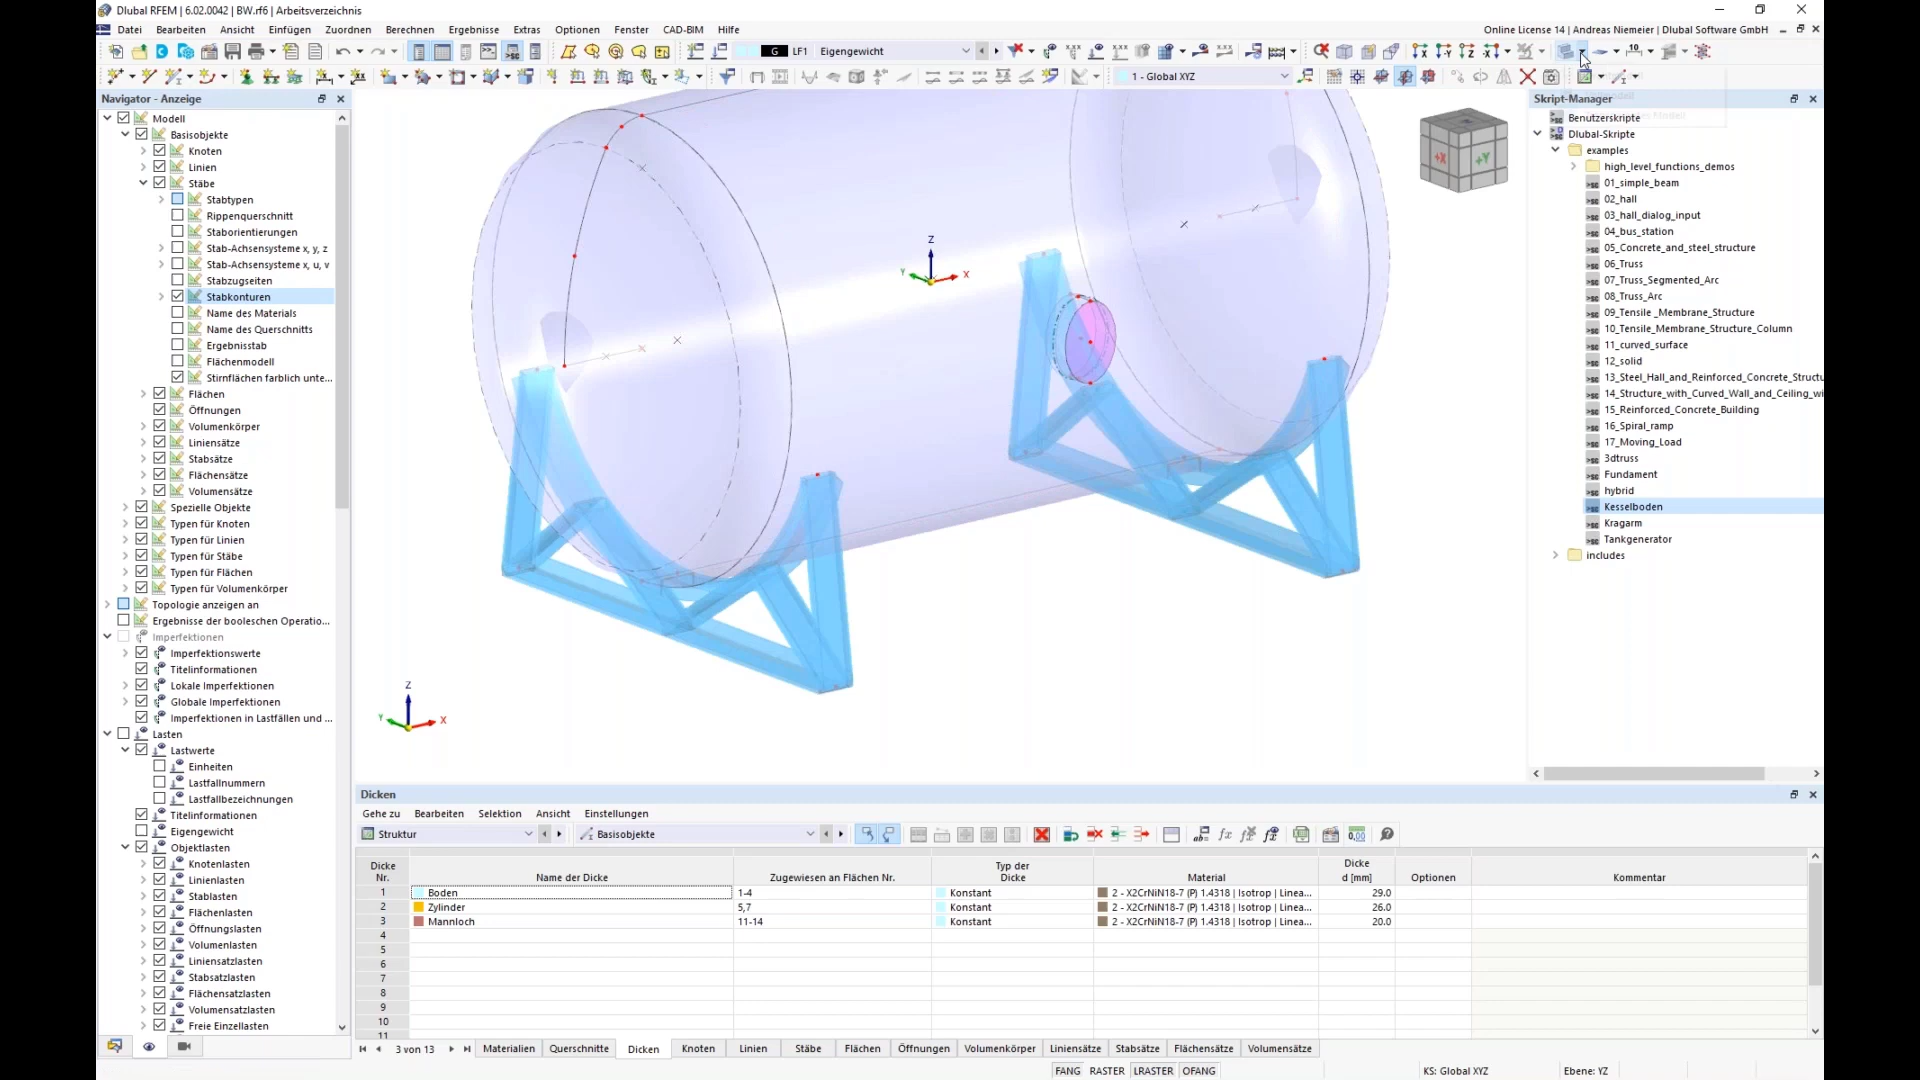 Dlubal RFEM | 6.02.0042 | BW.rf6 | Arbeitsverzeichnis
Datei Bearbeiten Ansicht Einfügen Zuordnen Berechnen Ergebnisse Extras Optionen Fenster CAD-BIM Hilfe
Online License 14 | Andreas Niemeier | Dlubal Software GmbH
G LF1 Eigengewicht
1 - Global XYZ
Navigator - Anzeige
Modell
Basisobjekte
Knoten
Linien
Stäbe
Stabtypen
Rippenquerschnitt
Staborientierungen
Stab-Achsensysteme x, y, z
Stab-Achsensysteme x, u, v
Stabzugseiten
Stabkonturen
Name des Materials
Name des Querschnitts
Ergebnisstab
Flächenmodell
Stirnflächen farblich unte...
Flächen
Öffnungen
Volumenkörper
Liniensätze
Stabsätze
Flächensätze
Volumensätze
Spezielle Objekte
Typen für Knoten
Typen für Linien
Typen für Stäbe
Typen für Flächen
Typen für Volumenkörper
Topologie anzeigen an
Ergebnisse der booleschen Operatio...
Imperfektionen
Imperfektionswerte
Titelinformationen
Lokale Imperfektionen
Globale Imperfektionen
Imperfektionen in Lastfällen und ...
Lasten
Lastwerte
Einheiten
Lastfallnummern
Lastfallbezeichnungen
Titelinformationen
Eigengewicht
Objektlasten
Knotenlasten
Linienlasten
Stablasten
Flächenlasten
Öffnungslasten
Volumenlasten
Liniensatzlasten
Stabsatzlasten
Flächensatzlasten
Volumensatzlasten
Freie Einzellasten
Z
Y
X
Z
Y
X
+X +Y
Skript-Manager
Benutzerskripte
Dlubal-Skripte
examples
high_level_functions_demos
01_simple_beam
02_hall
03_hall_dialog_input
04_bus_station
05_Concrete_and_steel_structure
06_Truss
07_Truss_Segmented_Arc
08_Truss_Arc
09_Tensile _Membrane_Structure
10_Tensile_Membrane_Structure_Column
11_curved_surface
12_solid
13_Steel_Hall_and_Reinforced_Concrete_Structu
14_Structure_with_Curved_Wall_and_Ceiling_wi
15_Reinforced_Concrete_Building
16_Spiral_ramp
17_Moving_Load
3dtruss
Fundament
hybrid
Kesselboden
Kragarm
Tankgenerator
includes
Dicken
Gehe zu Bearbeiten Selektion Ansicht Einstellungen
Struktur Basisobjekte
Dicke Nr. Name der Dicke Zugewiesen an Flächen Nr. Typ der Dicke Material Dicke d [mm] Optionen Kommentar
1 Boden 1-4 Konstant 2 - X2CrNiN18-7 (P) 1.4318 | Isotrop | Linea... 29.0
2 Zylinder 5,7 Konstant 2 - X2CrNiN18-7 (P) 1.4318 | Isotrop | Linea... 26.0
3 Mannloch 11-14 Konstant 2 - X2CrNiN18-7 (P) 1.4318 | Isotrop | Linea... 20.0
4
5
6
7
8
9
10
11
3 von 13 Materialien Querschnitte Dicken Knoten Linien Stäbe Flächen Öffnungen Volumenkörper Liniensätze Stabsätze Flächensätze Volumensätze
FANG RASTER LRASTER OFANG KS: Global XYZ Ebene: YZ